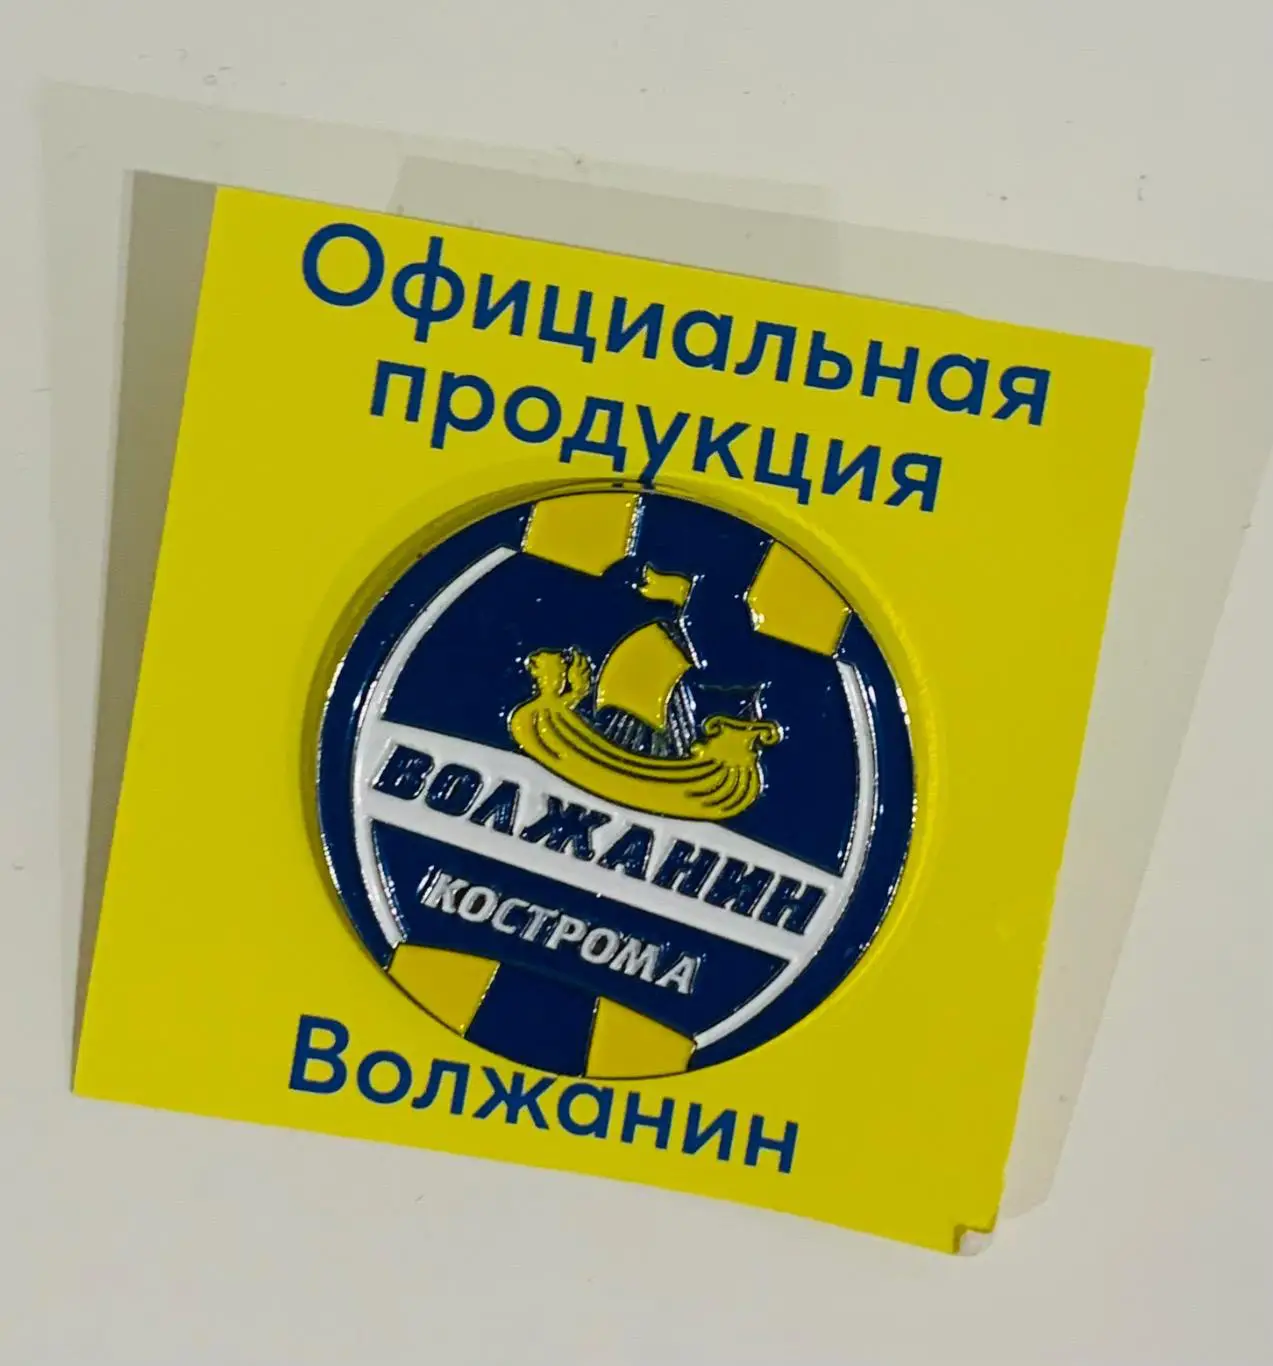 Официальная
продукция
ВОЛЖАНИН
КОСТРОМА
Волжанин